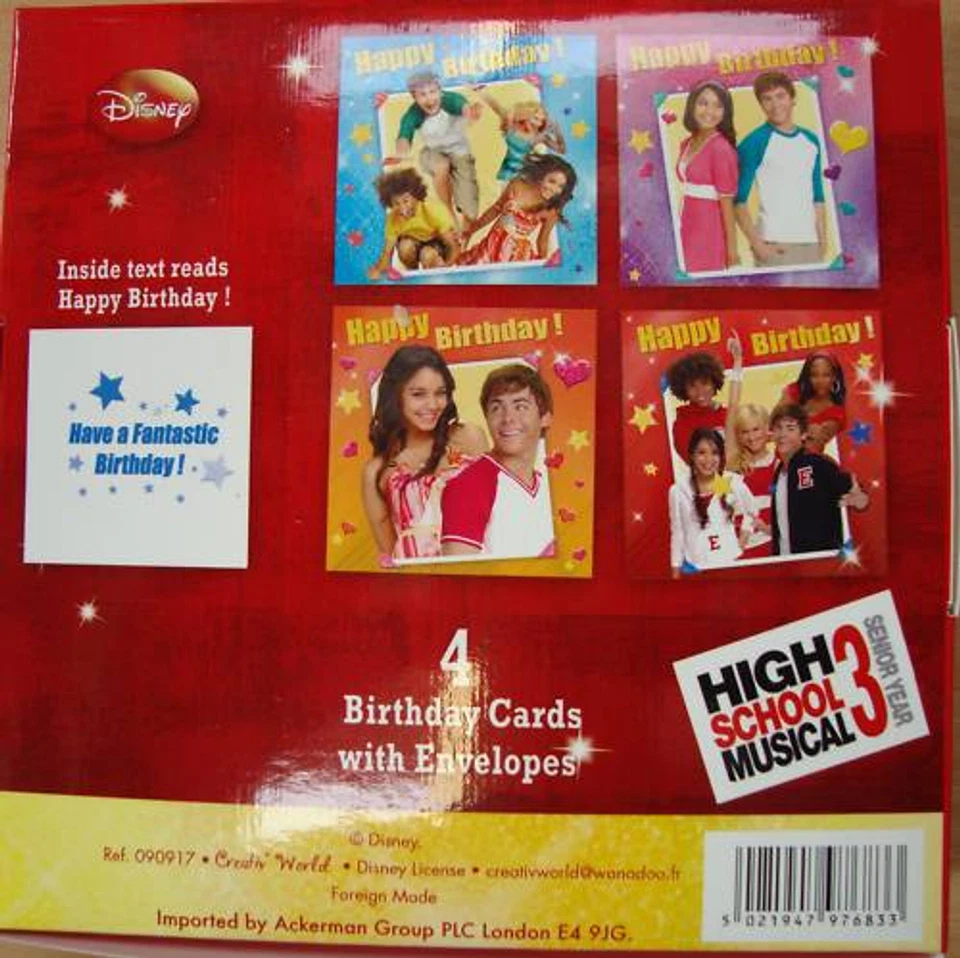 Disney
Happy Birthday !
Happy Birthday !
Inside text reads
Happy Birthday !
Have a Fantastic
Birthday !
Happy Birthday !
Happy Birthday !
E
E
4
Birthday Cards
with Envelopes
HIGH
SCHOOL
MUSICAL
3
SENIOR YEAR
© Disney.
Ref. 090917 • Creativ' World • Disney License • creativworld@wanadoo.fr
Foreign Made
Imported by Ackerman Group PLC London E4 9JG.
5 021947 976833